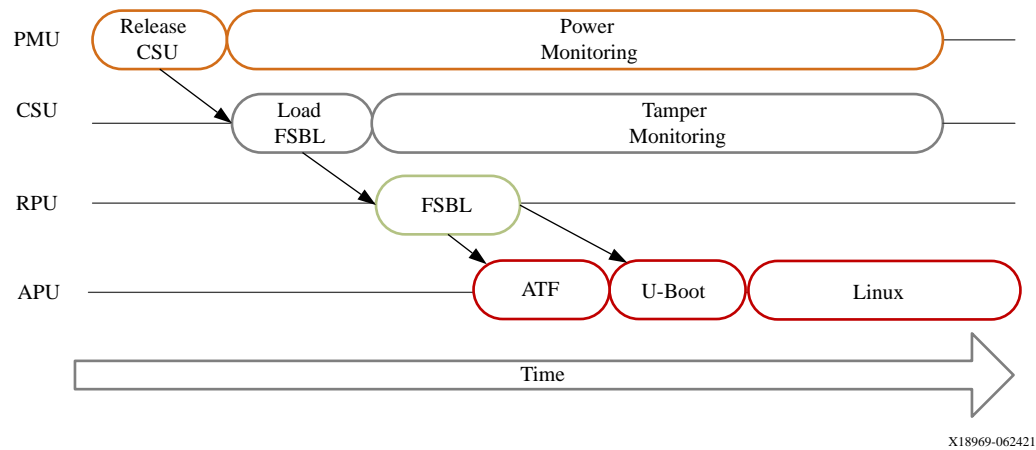 PMU
Release
CSU
Power
Monitoring
CSU
Load
FSBL
Tamper
Monitoring
RPU
FSBL
APU
ATF
U-Boot
Linux
Time
X18969-062421